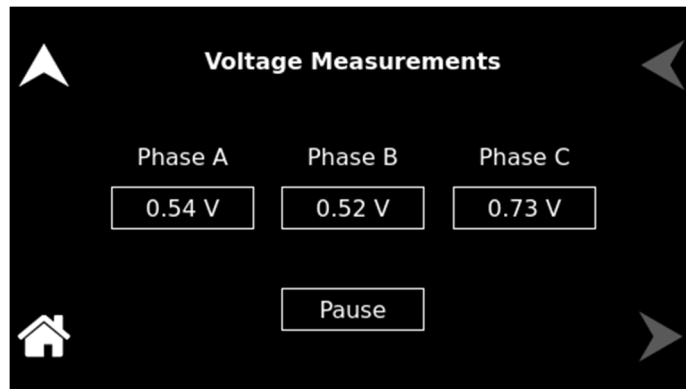 Voltage Measurements
Phase A Phase B Phase C
0.54 V 0.52 V 0.73 V
Pause